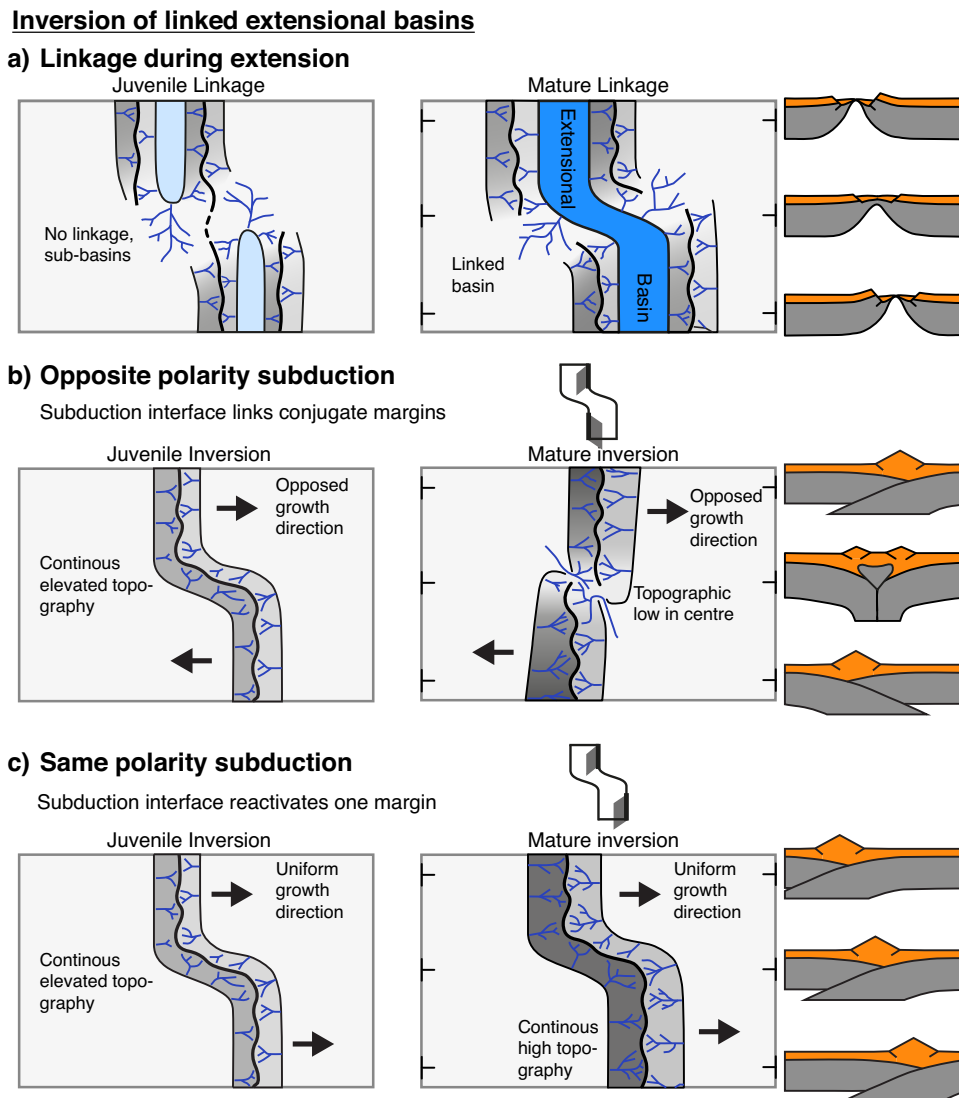 Inversion of linked extensional basins
a) Linkage during extension
Juvenile Linkage
No linkage,
sub-basins
Mature Linkage
Extensional
Basin
Linked
basin
b) Opposite polarity subduction
Subduction interface links conjugate margins
Juvenile Inversion
Opposed
growth
direction
Continous
elevated topo-
graphy
Mature inversion
Opposed
growth
direction
Topographic
low in centre
c) Same polarity subduction
Subduction interface reactivates one margin
Juvenile Inversion
Uniform
growth
direction
Continous
elevated topo-
graphy
Mature inversion
Uniform
growth
direction
Continous
high topo-
graphy